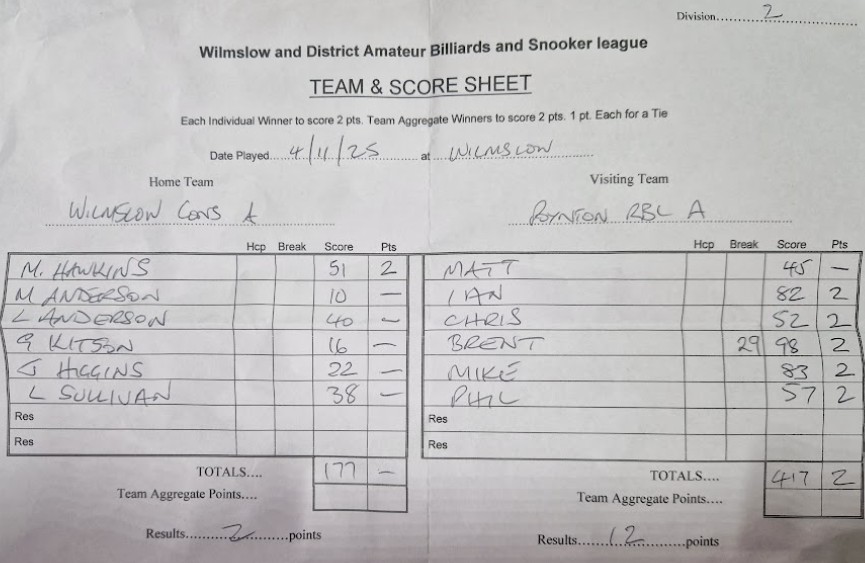 Division 2
Wilmslow and District Amateur Billiards and Snooker league
TEAM & SCORE SHEET
Each Individual Winner to score 2 pts. Team Aggregate Winners to score 2 pts. 1 pt. Each for a Tie
Date Played 4/11/25 at WILMSLOW
Home Team Visiting Team
WILMSLOW CONS A POYNTON RBL A
Hcp Break Score Pts Hcp Break Score Pts
M. HAWKINS 51 2 MATT 45 —
M ANDERSON 10 — IAN 82 2
L ANDERSON 40 — CHRIS 52 2
G KITSON 16 — BRENT 29 98 2
G HIGGINS 22 — MIKE 83 2
L SULLIVAN 38 — PHIL 57 2
Res Res
Res Res
TOTALS.... 177 — TOTALS.... 417 2
Team Aggregate Points.... Team Aggregate Points....
Results 2 points Results 12 points